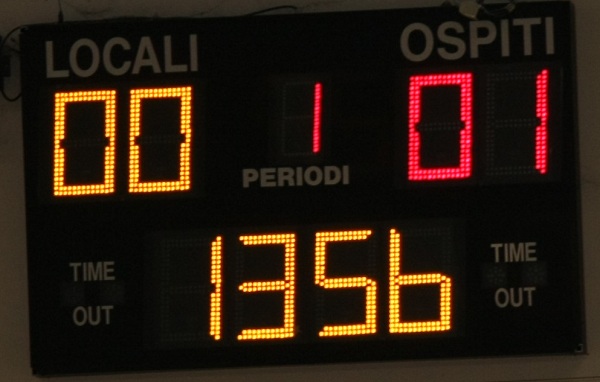 LOCALI OSPITI
00 1 01
PERIODI
TIME 1356 TIME
OUT OUT